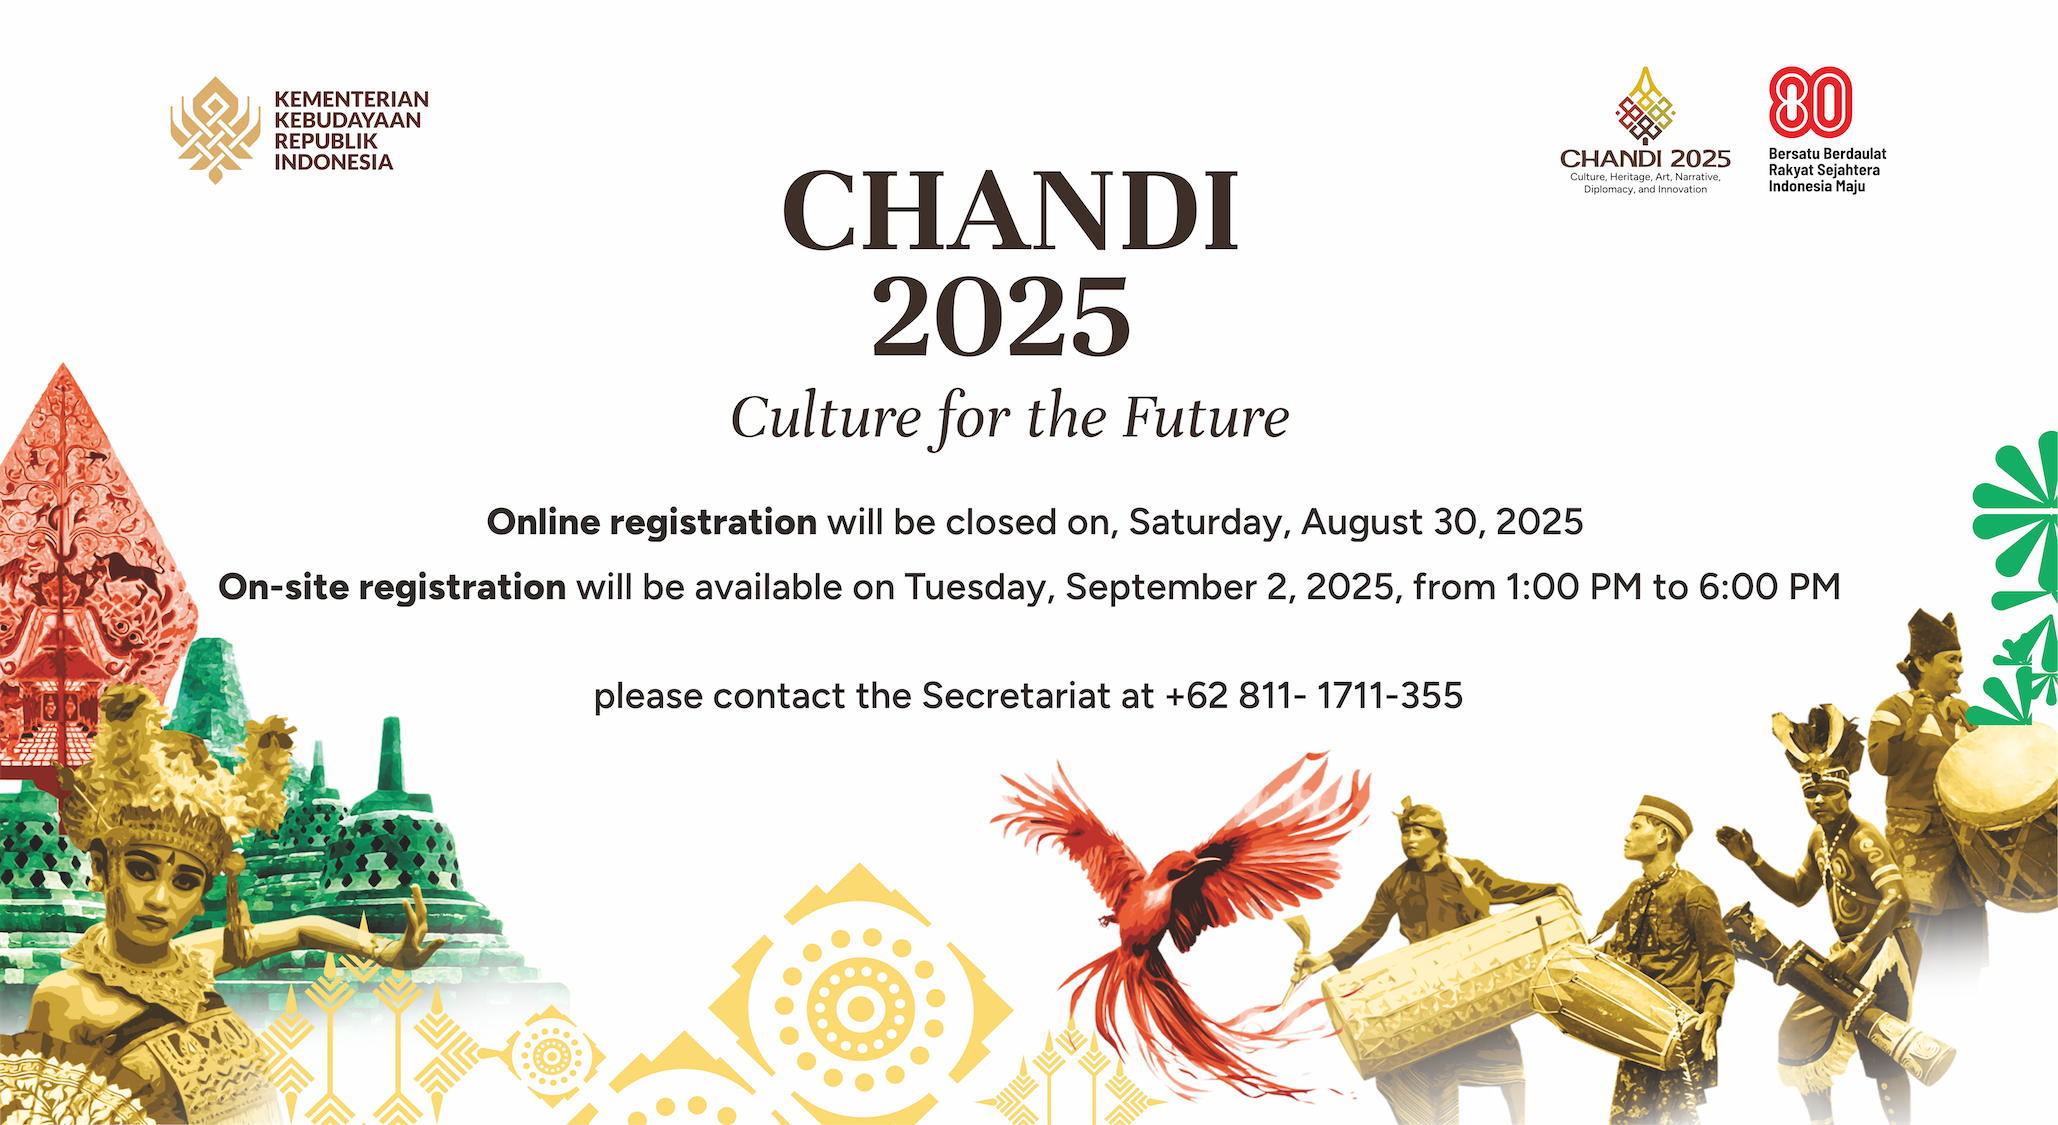 KEMENTERIAN
KEBUDAYAAN
REPUBLIK
INDONESIA
CHANDI 2025
Culture, Heritage, Art, Narrative,
Diplomacy, and Innovation
80
Bersatu Berdaulat
Rakyat Sejahtera
Indonesia Maju
CHANDI
2025
Culture for the Future
Online registration will be closed on, Saturday, August 30, 2025
On-site registration will be available on Tuesday, September 2, 2025, from 1:00 PM to 6:00 PM
please contact the Secretariat at +62 811- 1711-355